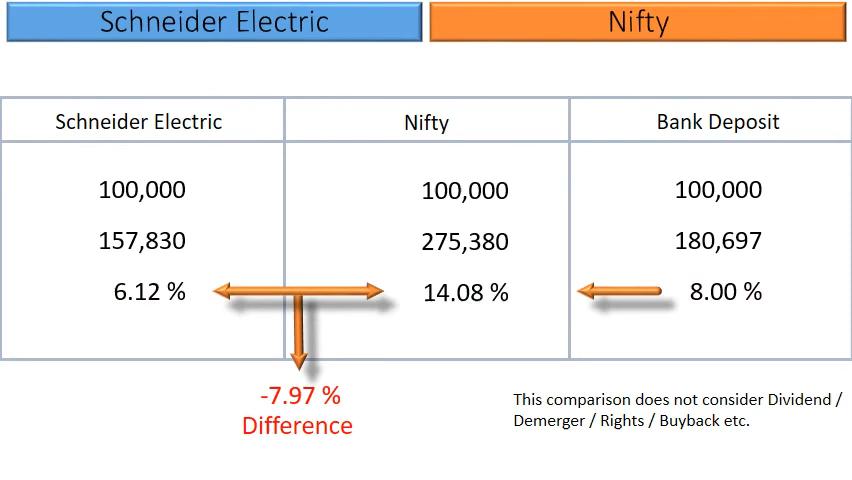 Schneider Electric
Nifty
Schneider Electric
Nifty
Bank Deposit
100,000
100,000
100,000
157,830
275,380
180,697
6.12 %
14.08 %
8.00 %
-7.97 %
Difference
This comparison does not consider Dividend /
Demerger / Rights / Buyback etc.